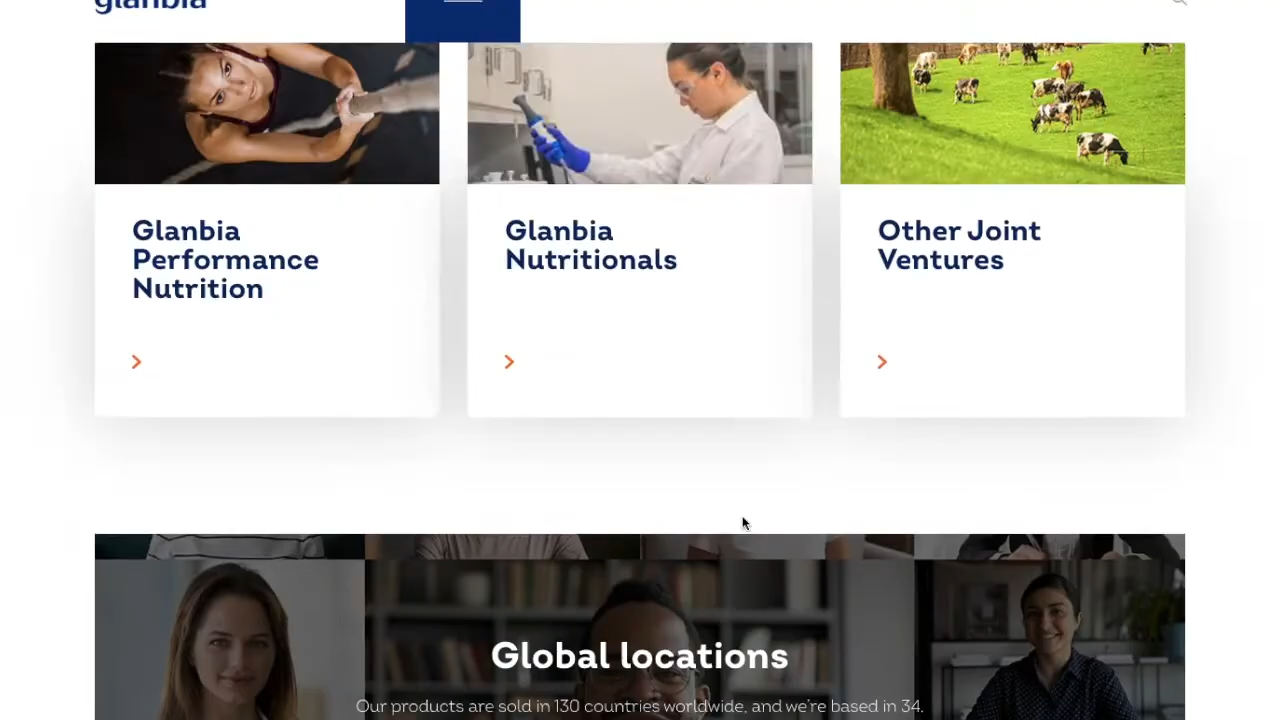 glanbia
Glanbia
Performance
Nutrition
Glanbia
Nutritionals
Other Joint
Ventures
Global locations
Our products are sold in 130 countries worldwide, and we're based in 34.